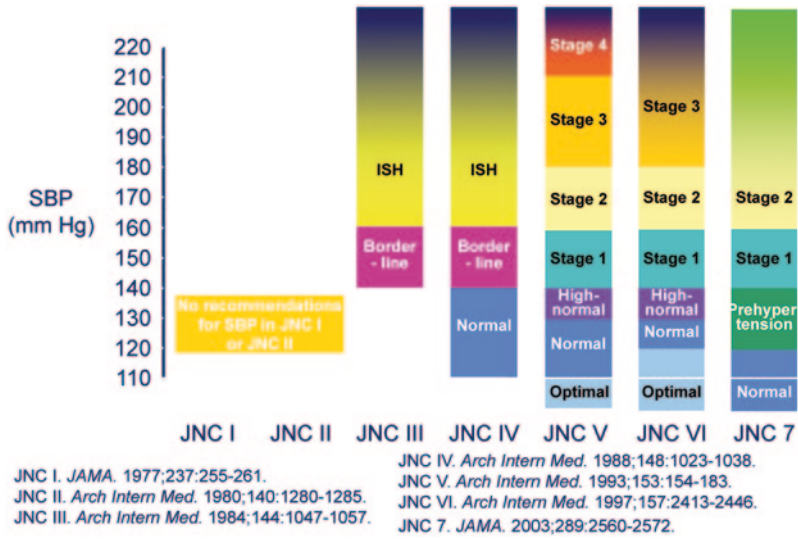 220
210
200
190
180
170
160
150
140
130
120
110
SBP
(mm Hg)
No recommendations
for SBP in JNC I
or JNC II
ISH
Border
- line
ISH
Border
- line
Normal
Stage 4
Stage 3
Stage 2
Stage 1
High-
normal
Normal
Optimal
Stage 3
Stage 2
Stage 1
High-
normal
Normal
Optimal
Stage 2
Stage 1
Prehyper
tension
Normal
JNC I
JNC II
JNC III
JNC IV
JNC V
JNC VI
JNC 7
JNC I. JAMA. 1977;237:255-261.
JNC II. Arch Intern Med. 1980;140:1280-1285.
JNC III. Arch Intern Med. 1984;144:1047-1057.
JNC IV. Arch Intern Med. 1988;148:1023-1038.
JNC V. Arch Intern Med. 1993;153:154-183.
JNC VI. Arch Intern Med. 1997;157:2413-2446.
JNC 7. JAMA. 2003;289:2560-2572.